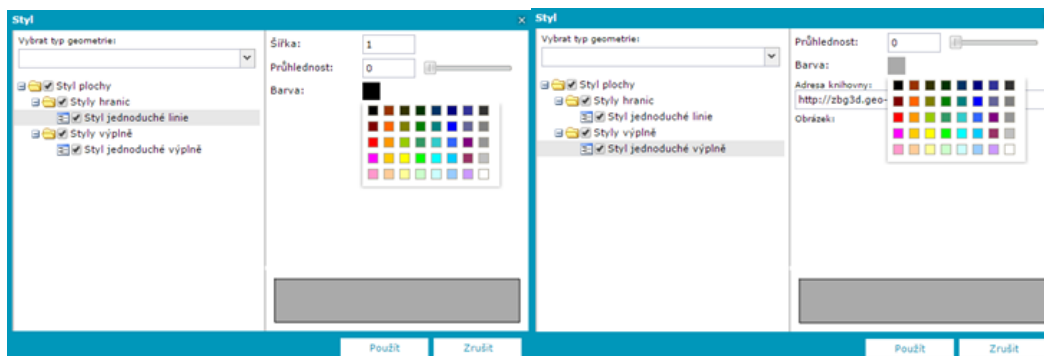 Styl
Vybrat typ geometrie:
Styl plochy
Styly hranic
Styl jednoduché linie
Styly výplně
Styl jednoduché výplně
Šířka:
1
Průhlednost:
0
Barva:
Použít
Zrušit
Styl
Vybrat typ geometrie:
Styl plochy
Styly hranic
Styl jednoduché linie
Styly výplně
Styl jednoduché výplně
Průhlednost:
0
Barva:
Adresa knihovny:
http://zbg3d.geo-
Obrázek:
Použít
Zrušit